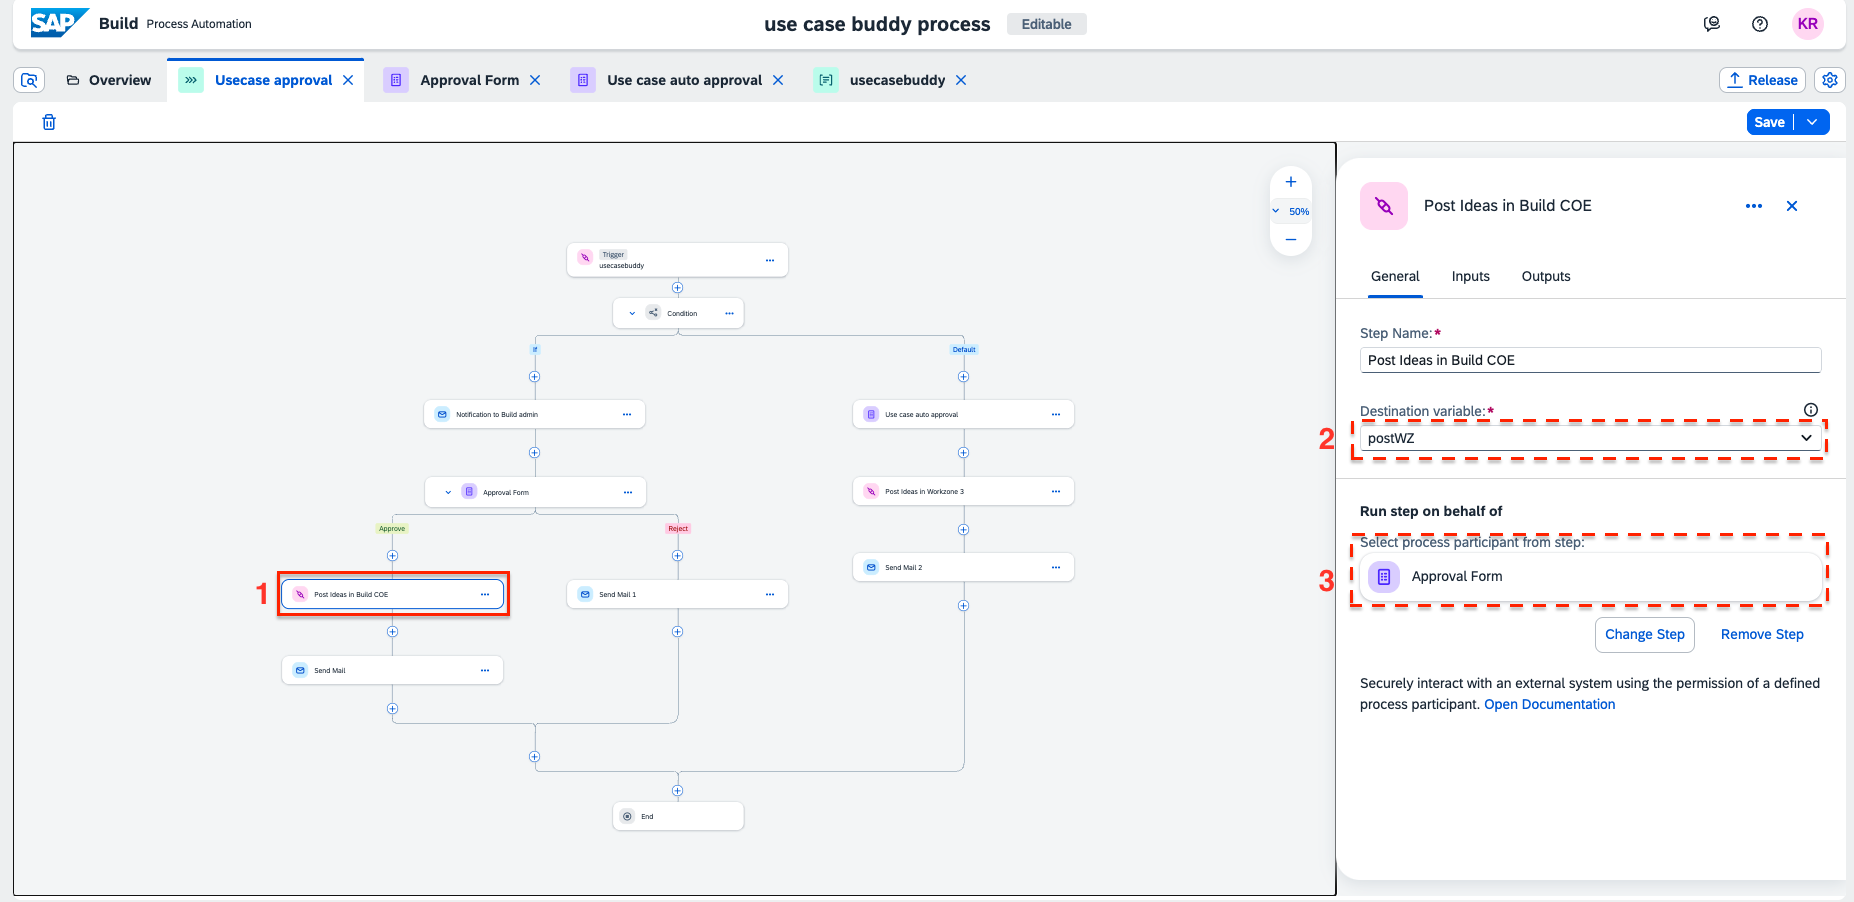 SAP Build Process Automation
use case buddy process Editable
KR
Overview
Usecase approval
Approval Form
Use case auto approval
usecasebuddy
Release
Save
50%
Trigger
usecasebuddy
Condition
If
Default
Notification to Build admin
Use case auto approval
Approval Form
Post Ideas in Workzone 3
Approve
Reject
Send Mail 2
1
Post Ideas in Build COE
Send Mail 1
Send Mail
End
Post Ideas in Build COE
General Inputs Outputs
Step Name:*
Post Ideas in Build COE
Destination variable:*
2
postWZ
Run step on behalf of
Select process participant from step:
3
Approval Form
Change Step Remove Step
Securely interact with an external system using the permission of a defined
process participant. Open Documentation